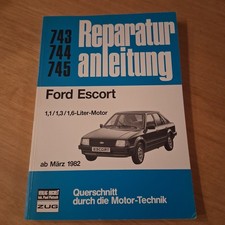 743
744
745
Reparatur
anleitung
Ford Escort
1,1/1,3/1,6-Liter-Motor
ab März 1982
ZUG
Querschnitt
durch die Motor-Technik